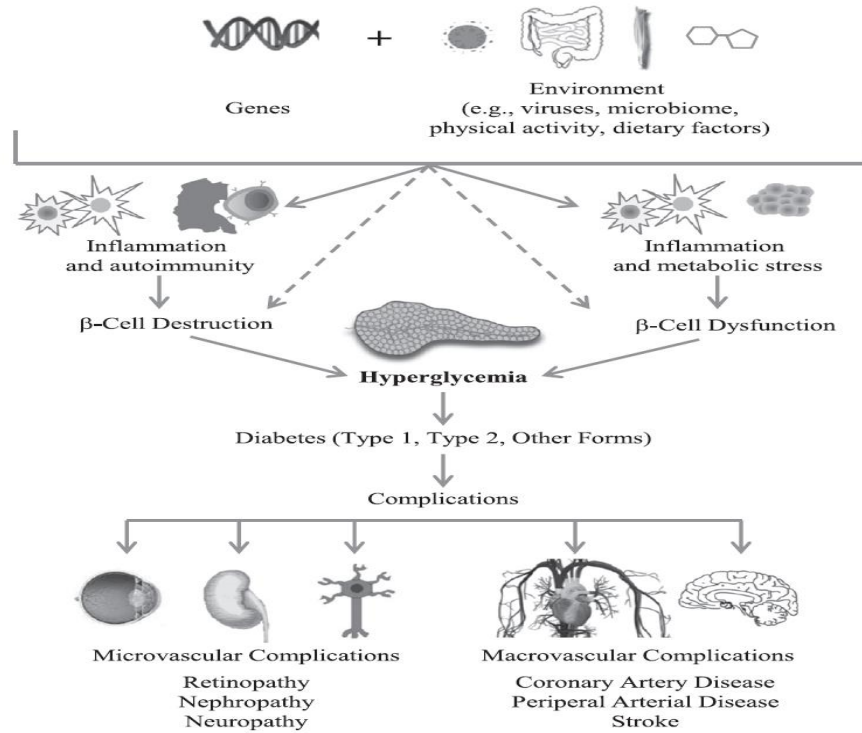 +
Genes
Environment
(e.g., viruses, microbiome,
physical activity, dietary factors)
Inflammation
and autoimmunity
Inflammation
and metabolic stress
β-Cell Destruction
β-Cell Dysfunction
Hyperglycemia
Diabetes (Type 1, Type 2, Other Forms)
Complications
Microvascular Complications
Retinopathy
Nephropathy
Neuropathy
Macrovascular Complications
Coronary Artery Disease
Periperal Arterial Disease
Stroke